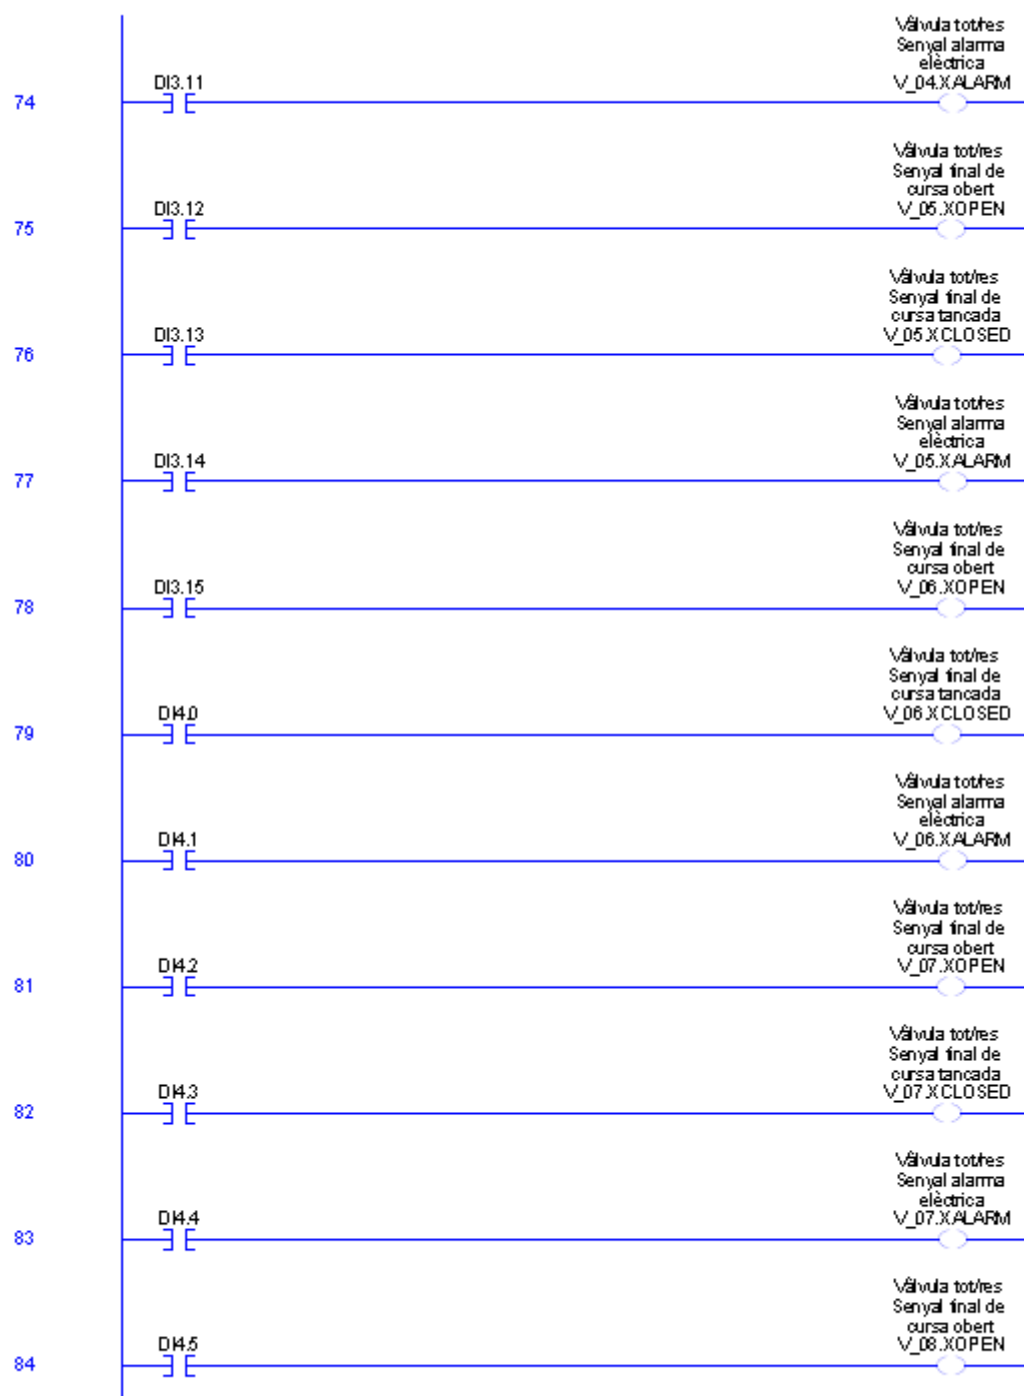 Vàlvula tot/res
Senyal alarma
elèctrica
DI3.11
V_04.XALARM
74
Vàlvula tot/res
Senyal final de
cursa obert
DI3.12
V_05.XOPEN
75
Vàlvula tot/res
Senyal final de
cursa tancada
DI3.13
V_05.XCLOSED
76
Vàlvula tot/res
Senyal alarma
elèctrica
DI3.14
V_05.XALARM
77
Vàlvula tot/res
Senyal final de
cursa obert
DI3.15
V_06.XOPEN
78
Vàlvula tot/res
Senyal final de
cursa tancada
DI4.0
V_06.XCLOSED
79
Vàlvula tot/res
Senyal alarma
elèctrica
DI4.1
V_06.XALARM
80
Vàlvula tot/res
Senyal final de
cursa obert
DI4.2
V_07.XOPEN
81
Vàlvula tot/res
Senyal final de
cursa tancada
DI4.3
V_07.XCLOSED
82
Vàlvula tot/res
Senyal alarma
elèctrica
DI4.4
V_07.XALARM
83
Vàlvula tot/res
Senyal final de
cursa obert
DI4.5
V_08.XOPEN
84